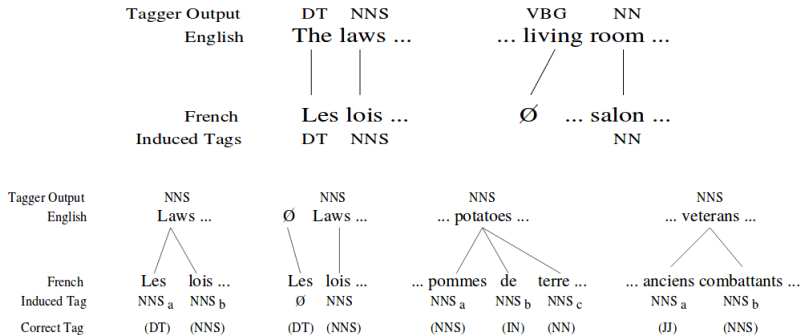 Tagger Output DT NNS VBG NN
English The laws ... ... living room ...
French Les lois ... Ø ... salon ...
Induced Tags DT NNS NN
Tagger Output NNS NNS NNS NNS
English Laws ... Ø Laws ... ... potatoes ... ... veterans ...
French Les lois ... Les lois ... ... pommes de terre ... ... anciens combattants ...
Induced Tag NNS a NNS b Ø NNS NNS a NNS b NNS c NNS a NNS b
Correct Tag (DT) (NNS) (DT) (NNS) (NNS) (IN) (NN) (JJ) (NNS)